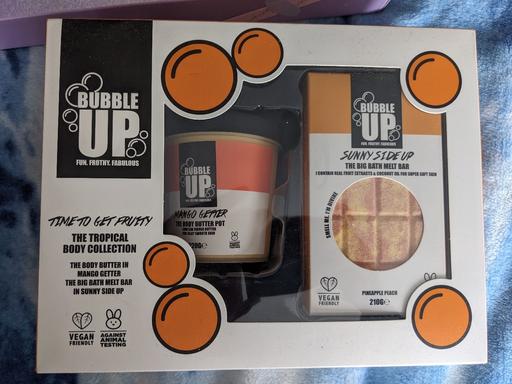 BUBBLE
UP
FUN. FROTHY. FABULOUS
TIME TO GET FRUITY
THE TROPICAL
BODY COLLECTION
THE BODY BUTTER IN
MANGO GETTER
THE BIG BATH MELT BAR
IN SUNNY SIDE UP
VEGAN
FRIENDLY
AGAINST
ANIMAL
TESTING
BUBBLE
UP
MANGO GETTER
THE BODY BUTTER POT
220G
BUBBLE
UP
FUN. FROTHY. FABULOUS
SUNNY SIDE UP
THE BIG BATH MELT BAR
I CONTAIN REAL FRUIT EXTRACTS & COCONUT OIL FOR SUPER SOFT SKIN
SMELL ME, I'M DIVINE
VEGAN
FRIENDLY
PINEAPPLE PEACH
210G℮